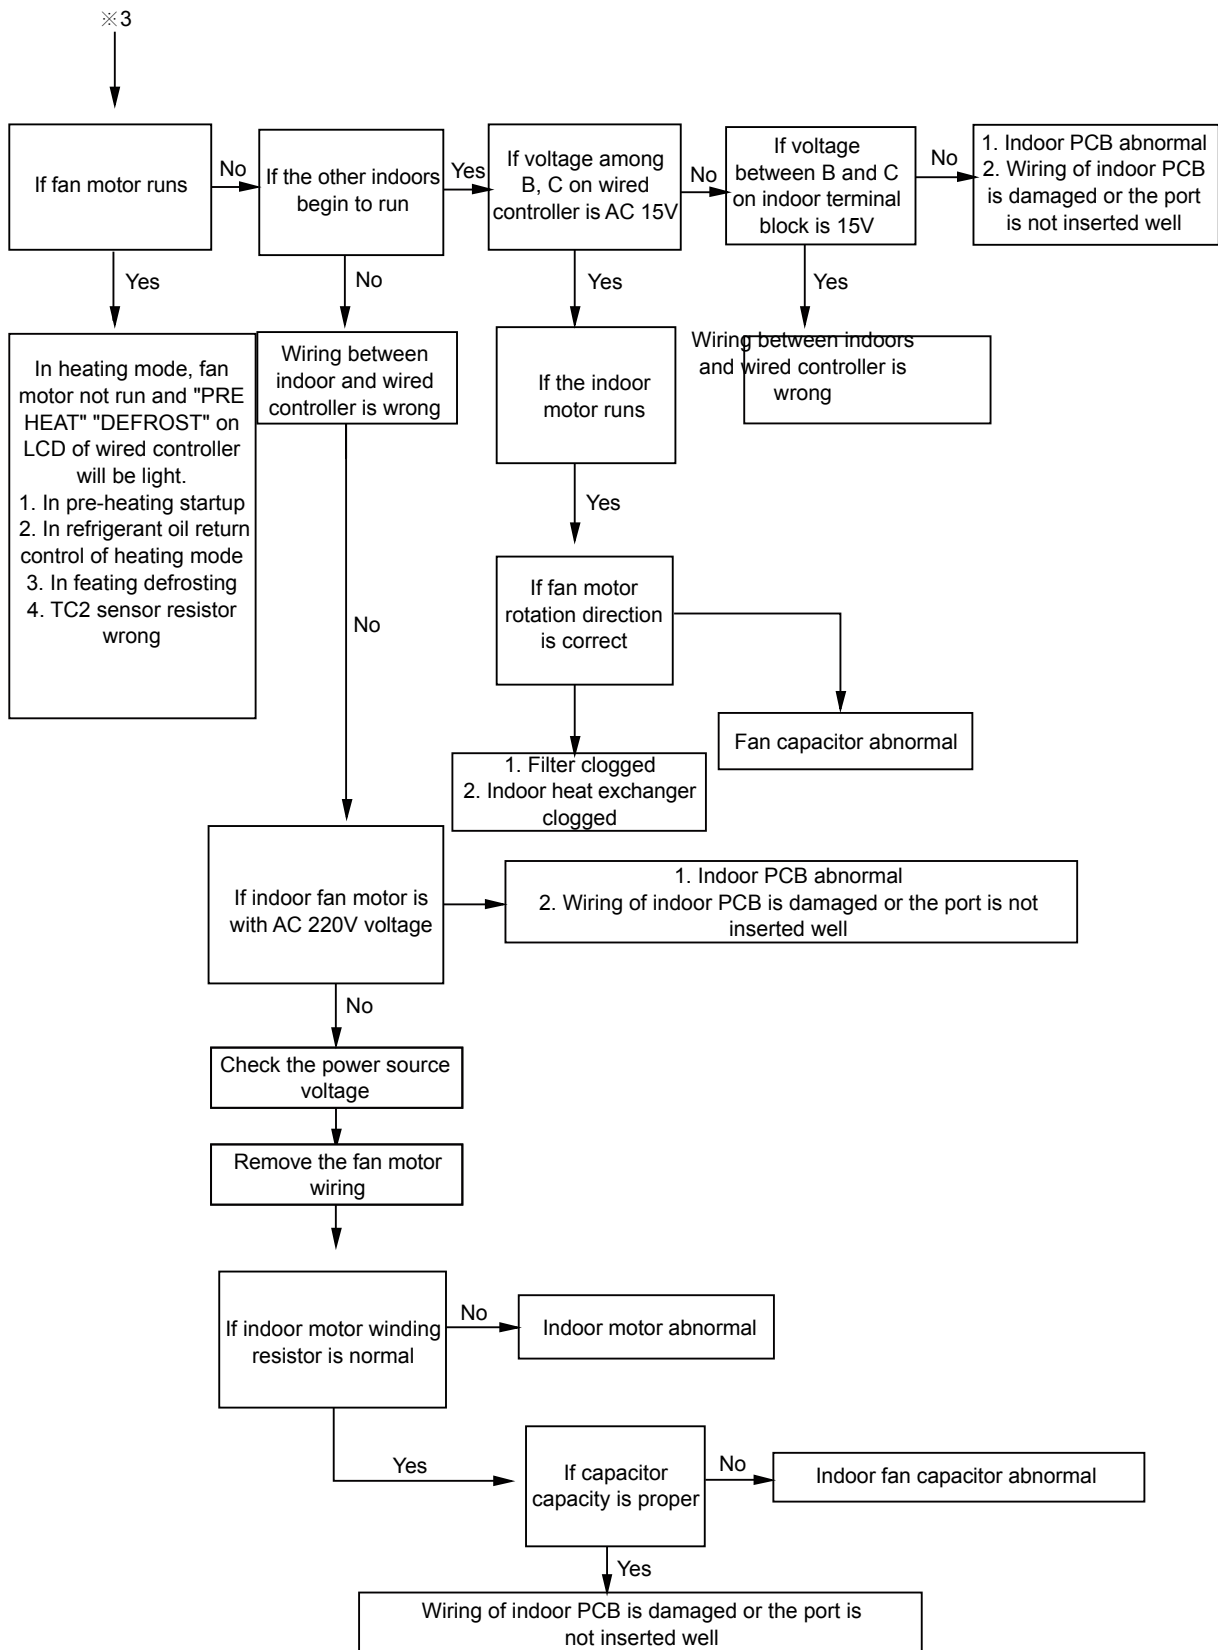 ※3
If fan motor runs
No
If the other indoors
begin to run
Yes
If voltage among
B, C on wired
controller is AC 15V
No
If voltage
between B and C
on indoor terminal
block is 15V
No
1. Indoor PCB abnormal
2. Wiring of indoor PCB
is damaged or the port
is not inserted well
Yes
No
Yes
Yes
In heating mode, fan
motor not run and "PRE
HEAT" "DEFROST" on
LCD of wired controller
will be light.
1. In pre-heating startup
2. In refrigerant oil return
control of heating mode
3. In feating defrosting
4. TC2 sensor resistor
wrong
Wiring between
indoor and wired
controller is wrong
If the indoor
motor runs
Wiring between indoors
and wired controller is
wrong
Yes
No
If fan motor
rotation direction
is correct
Fan capacitor abnormal
1. Filter clogged
2. Indoor heat exchanger
clogged
If indoor fan motor is
with AC 220V voltage
1. Indoor PCB abnormal
2. Wiring of indoor PCB is damaged or the port is not
inserted well
No
Check the power source
voltage
Remove the fan motor
wiring
If indoor motor winding
resistor is normal
No
Indoor motor abnormal
Yes
If capacitor
capacity is proper
No
Indoor fan capacitor abnormal
Yes
Wiring of indoor PCB is damaged or the port is
not inserted well